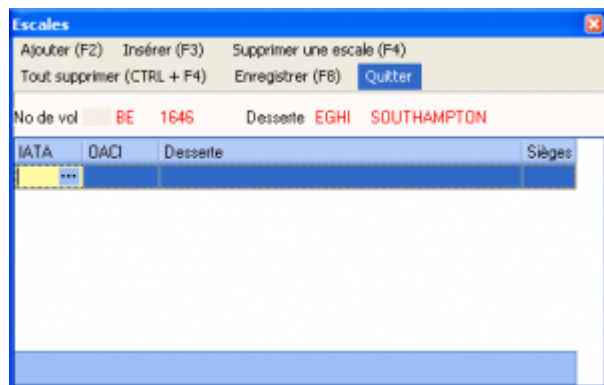 Escales
Ajouter (F2) Insérer (F3) Supprimer une escale (F4)
Tout supprimer (CTRL + F4) Enregistrer (F8) Quitter
No de vol BE 1646 Desserte EGHI SOUTHAMPTON
IATA OACI Desserte Sièges
...